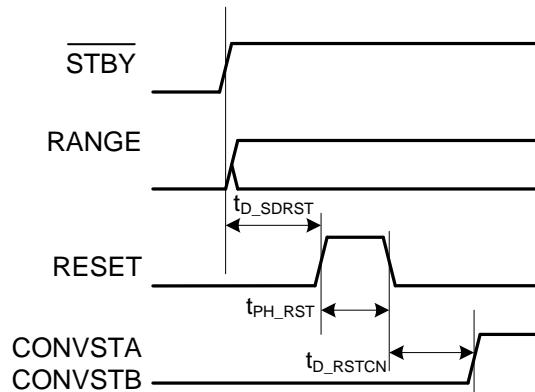 STBY
RANGE
tD_SDRST
RESET
tPH_RST
CONVSTA
tD_RSTCN
CONVSTB